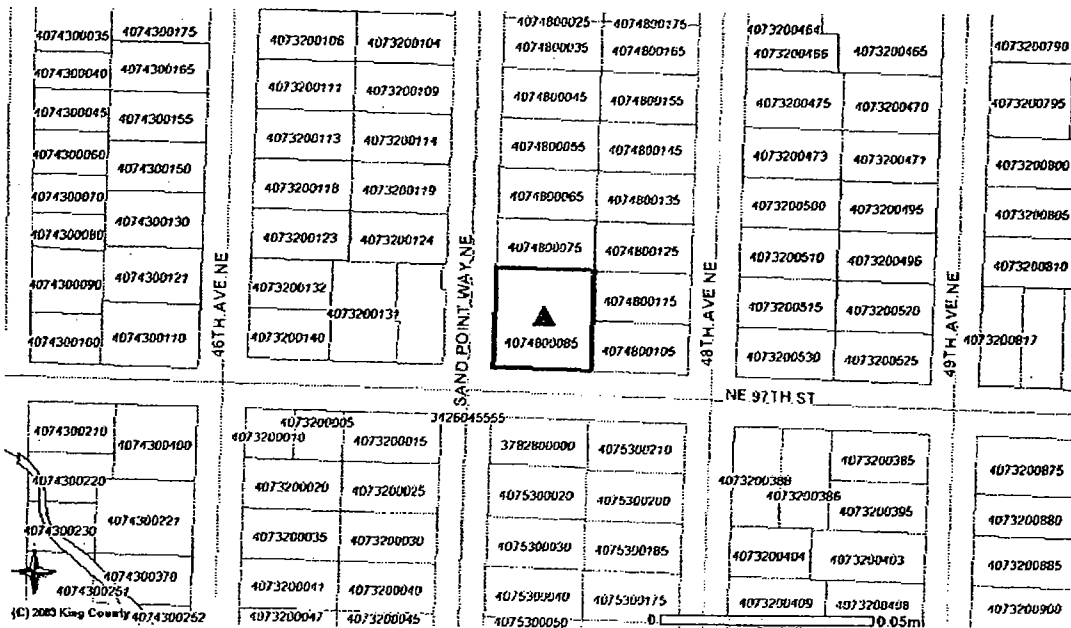 4074300035 4074300175 4073200106 4073200104 4074800025 4074800175 4073200464
4074800035 4074800165 4073200466 4073200465 4073200790
4074300040 4074300165 4073200111 4073200109 4074800045 4074800155 4073200475 4073200470 4073200795
4074300045 4074300155 4073200113 4073200114 4074800055 4074800145 4073200473 4073200471
4074300060 4074300150 4073200118 4073200119 4074800065 4074800135 4073200500 4073200495 4073200800
4074300070 4074300130 4073200805
4074300080 4073200123 4073200124 4074800075 4074800125 4073200510 4073200496 4073200810
4074300090 4074300121 4073200132 4073200131 4074800115 4073200515 4073200520
4074300100 4074300110 4073200140 4074800085 4074800105 4073200530 4073200525 4073200817
46TH AVE NE
SAND POINT WAY NE
48TH AVE NE
49TH AVE NE
NE 97TH ST
3426045555
4074300210 4074300400 4073200010 4073200005 4073200015 3782800000 4075300210 4073200385 4073200875
4074300220 4073200020 4073200025 4075300020 4075300200 4073200388 4073200386 4073200395 4073200880
4074300230 4074300221 4073200035 4073200030 4075300030 4075300185 4073200404 4073200403 4073200885
4074300251 4074300370 4073200041 4073200040 4075300040 4075300175 4073200409 4073200408 4073200900
4074300252 4073200047 4073200045 4075300050
(C) 2003 King County
0 0.05m